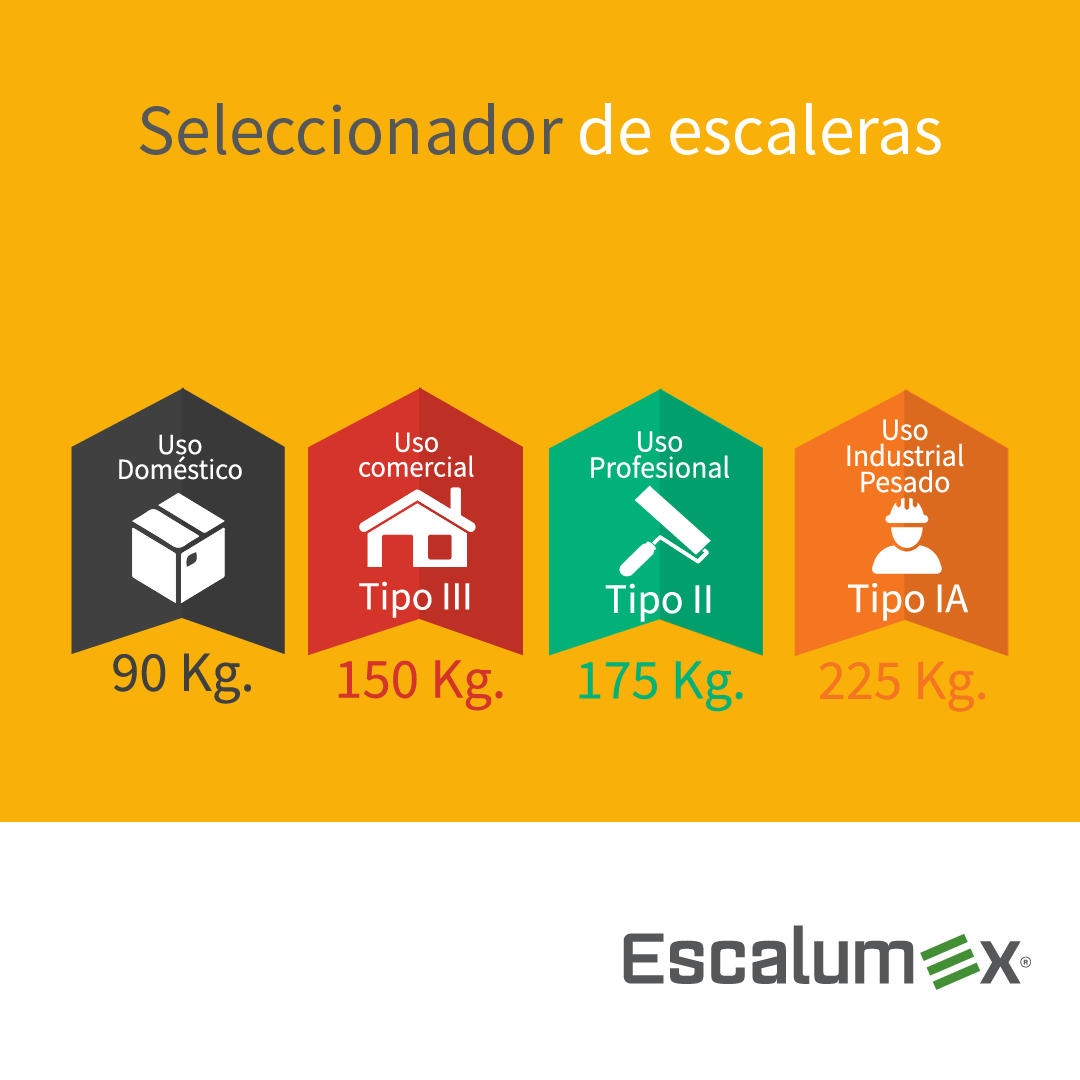 Seleccionador de escaleras
Uso
Doméstico
90 Kg.
Uso
comercial
Tipo III
150 Kg.
Uso
Profesional
Tipo II
175 Kg.
Uso
Industrial
Pesado
Tipo IA
225 Kg.
Escalumex®